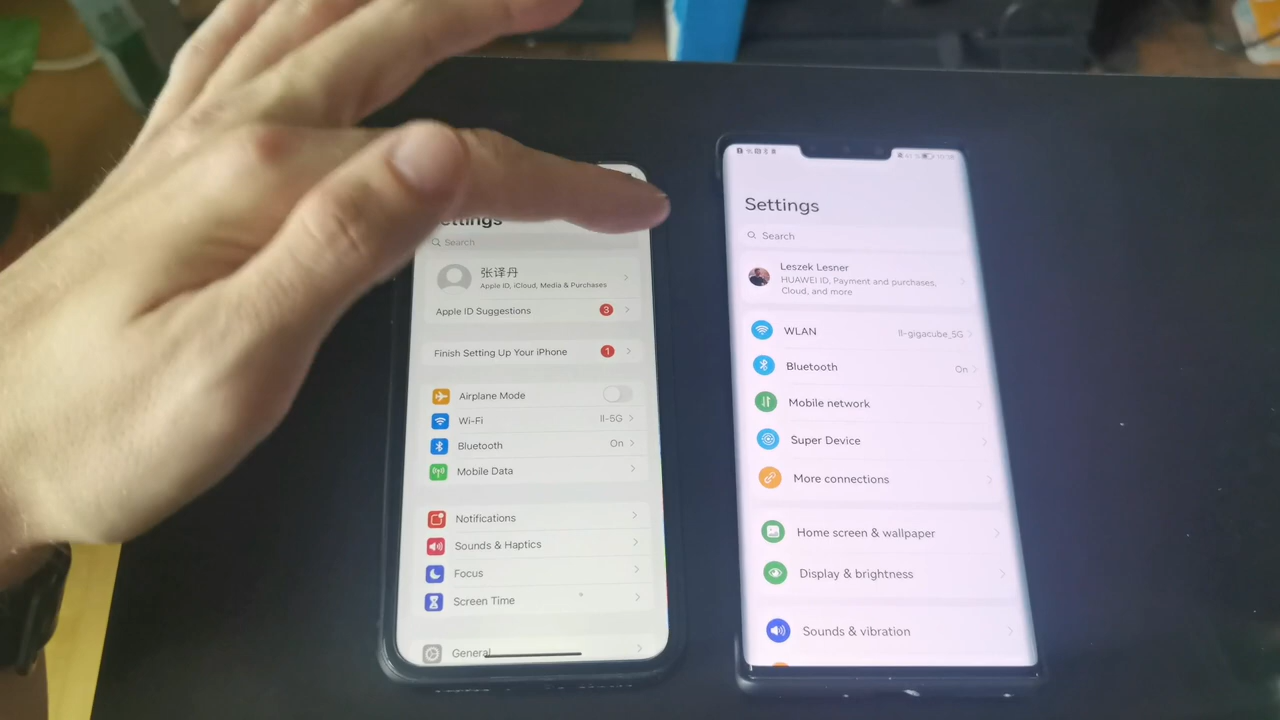 Settings
Search
张译丹
Apple ID, iCloud, Media & Purchases
Apple ID Suggestions
3
Finish Setting Up Your iPhone
1
Airplane Mode
Wi-Fi
ll-5G
Bluetooth
On
Mobile Data
Notifications
Sounds & Haptics
Focus
Screen Time
General
Settings
Search
Leszek Lesner
HUAWEI ID, Payment and purchases,
Cloud, and more
WLAN
ll-gigacube_5G
Bluetooth
On
Mobile network
Super Device
More connections
Home screen & wallpaper
Display & brightness
Sounds & vibration